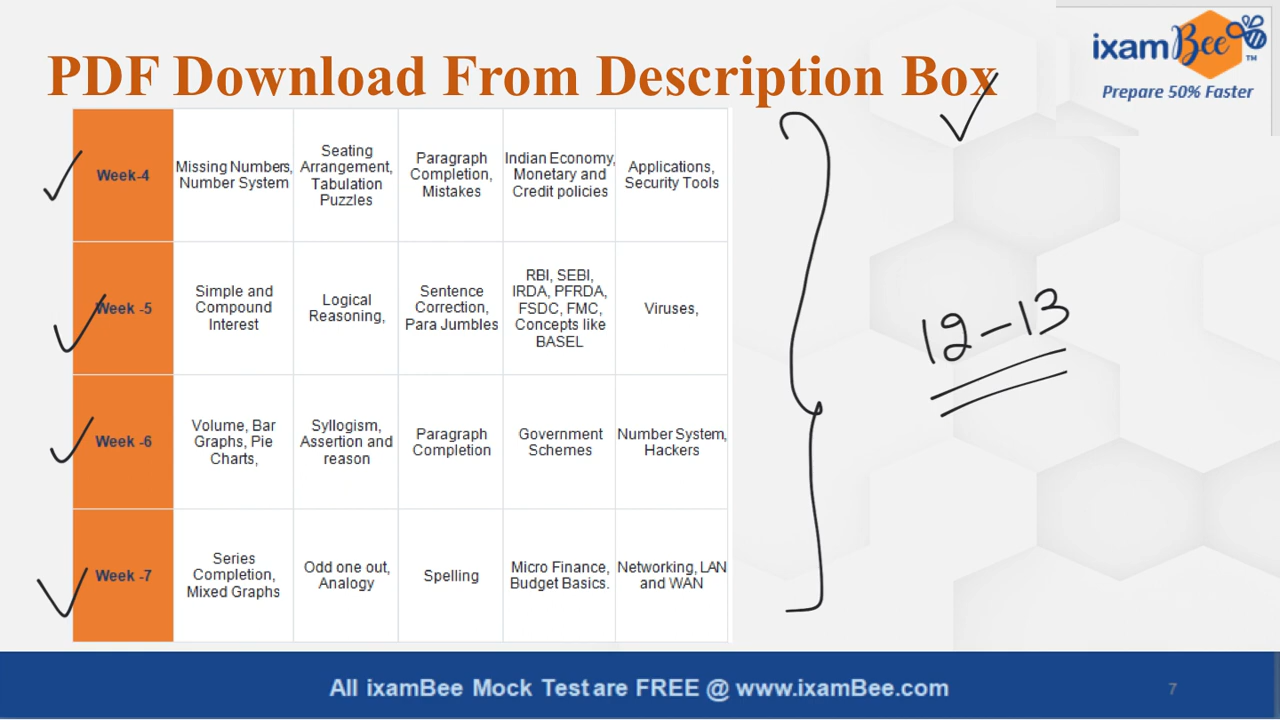 ixamBee
TM
Prepare 50% Faster
PDF Download From Description Box
Week-4
Missing Numbers,
Number System
Seating
Arrangement,
Tabulation
Puzzles
Paragraph
Completion,
Mistakes
Indian Economy,
Monetary and
Credit policies
Applications,
Security Tools
Week -5
Simple and
Compound
Interest
Logical
Reasoning,
Sentence
Correction,
Para Jumbles
RBI, SEBI,
IRDA, PFRDA,
FSDC, FMC,
Concepts like
BASEL
Viruses,
12-13
Week -6
Volume, Bar
Graphs, Pie
Charts,
Syllogism,
Assertion and
reason
Paragraph
Completion
Government
Schemes
Number System,
Hackers
Week -7
Series
Completion,
Mixed Graphs
Odd one out,
Analogy
Spelling
Micro Finance,
Budget Basics.
Networking, LAN
and WAN
All ixamBee Mock Test are FREE @ www.ixamBee.com
7